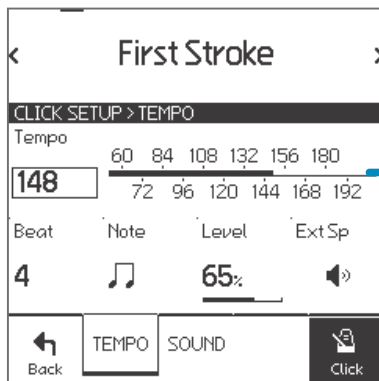 First Stroke
CLICK SETUP > TEMPO
Tempo
148
60 84 108 132 156 180
72 96 120 144 168 192
Beat Note Level Ext Sp
4 65%
Back TEMPO SOUND Click